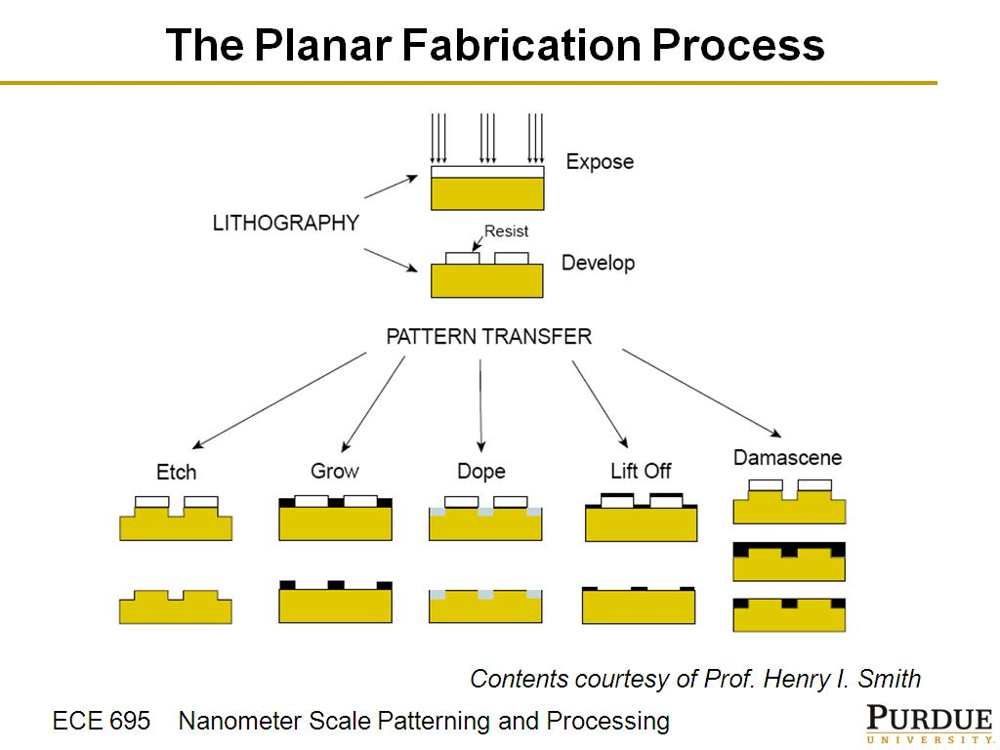 The Planar Fabrication Process
Expose
LITHOGRAPHY
Resist
Develop
PATTERN TRANSFER
Etch
Grow
Dope
Lift Off
Damascene
Contents courtesy of Prof. Henry I. Smith
ECE 695 Nanometer Scale Patterning and Processing
PURDUE
UNIVERSITY